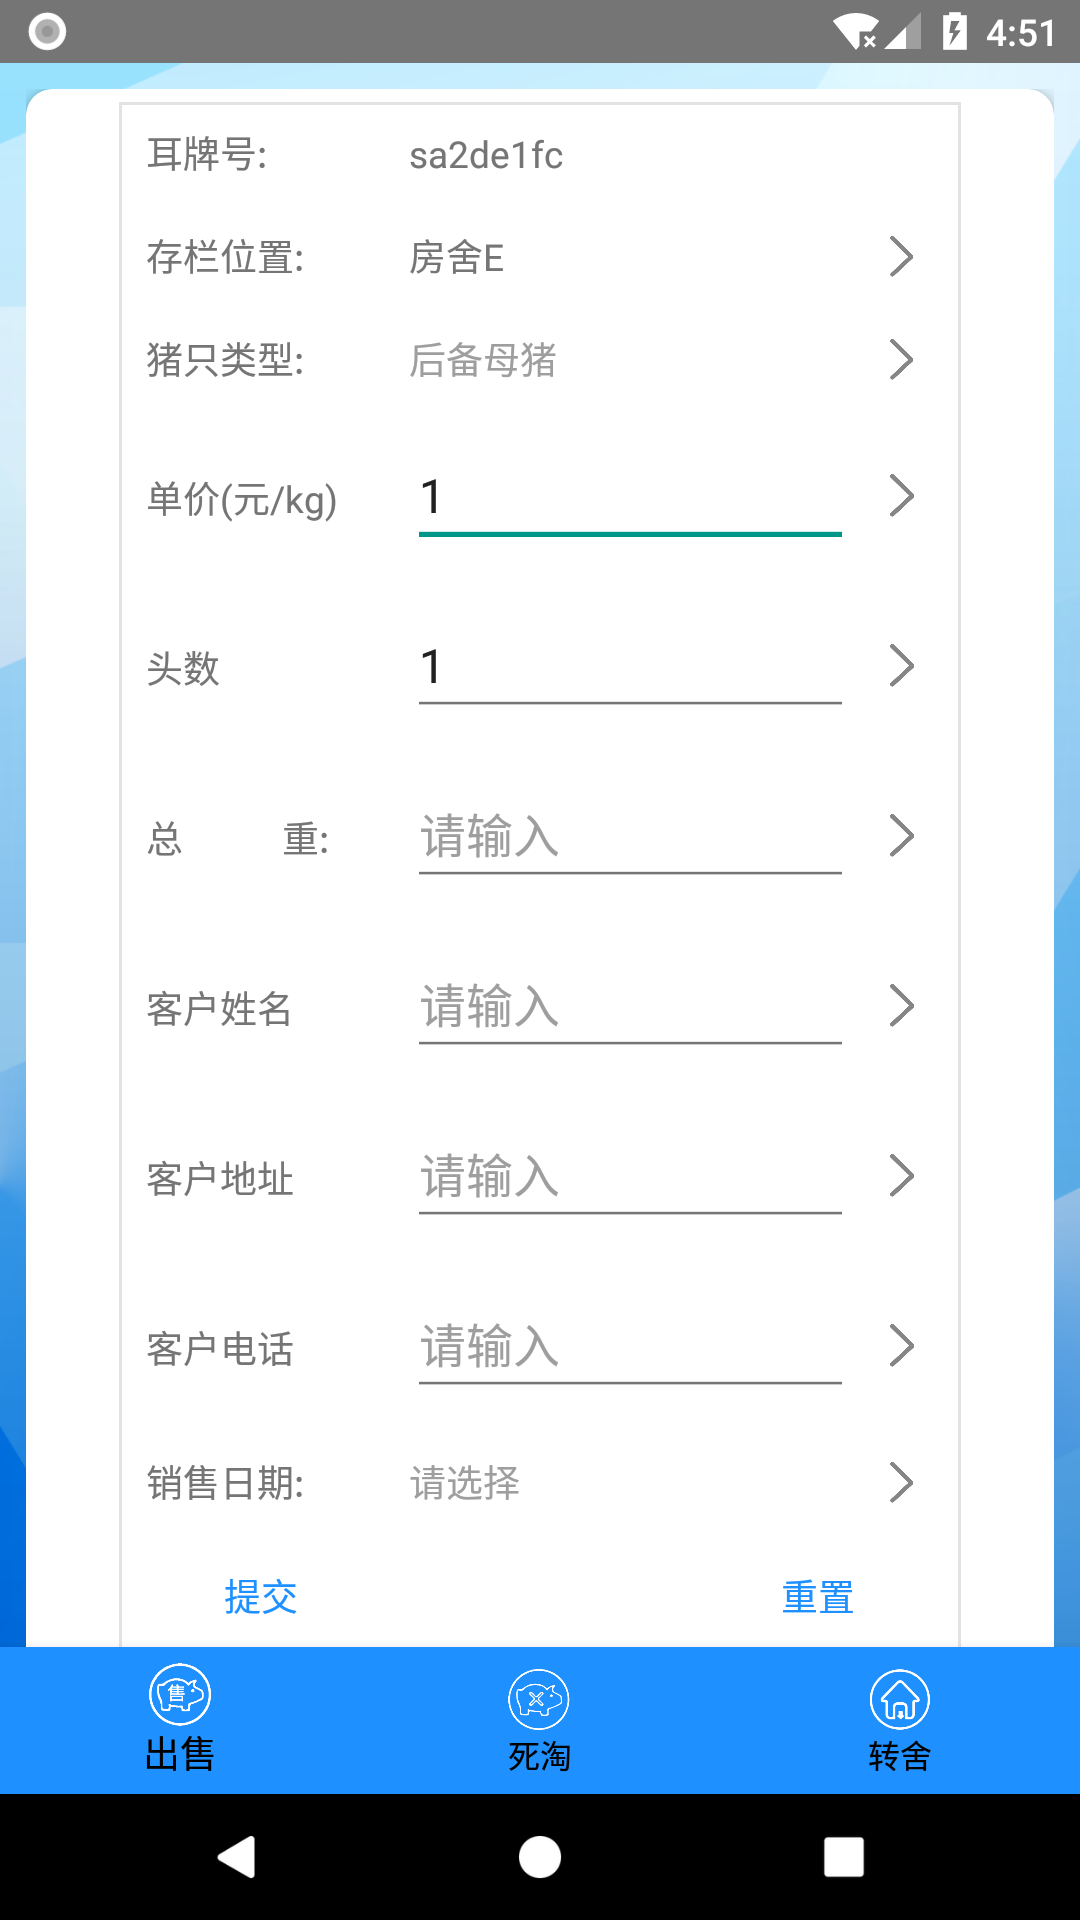 4:51
耳牌号: sa2de1fc
存栏位置: 房舍E
猪只类型: 后备母猪
单价(元/kg) 1
头数 1
总 重: 请输入
客户姓名 请输入
客户地址 请输入
客户电话 请输入
销售日期: 请选择
提交 重置
售
出售 死淘 转舍